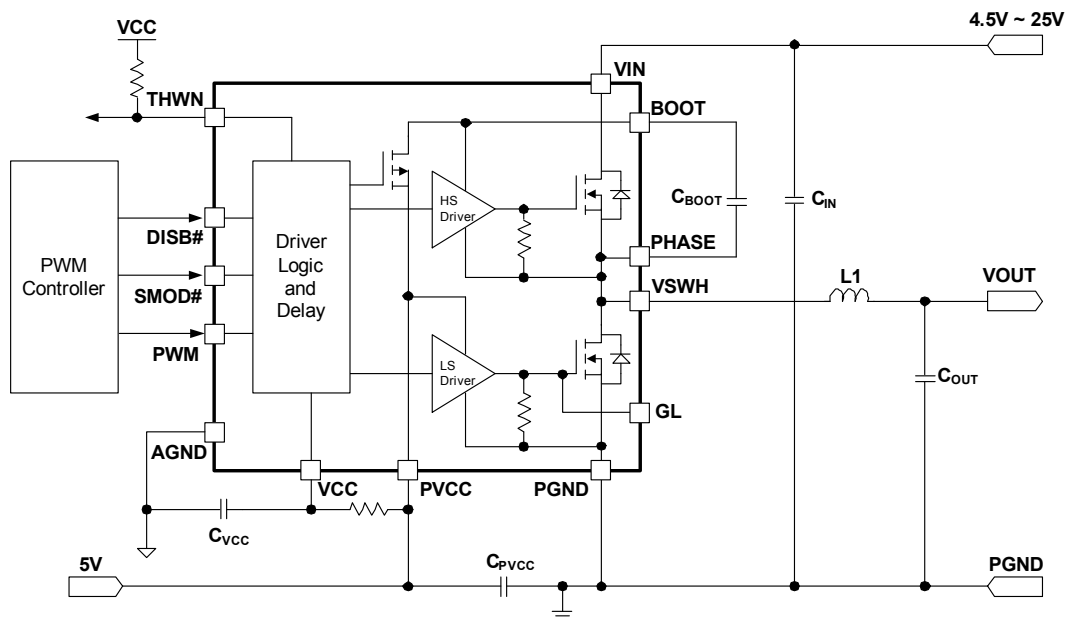 4.5V ~ 25V
VCC
VIN
THWN
BOOT
HS
Driver
CBOOT
CIN
DISB#
PHASE
PWM
Controller
Driver
Logic
and
Delay
SMOD#
VSWH
L1
VOUT
PWM
LS
Driver
COUT
GL
AGND
VCC
PVCC
PGND
CVCC
5V
CPVCC
PGND